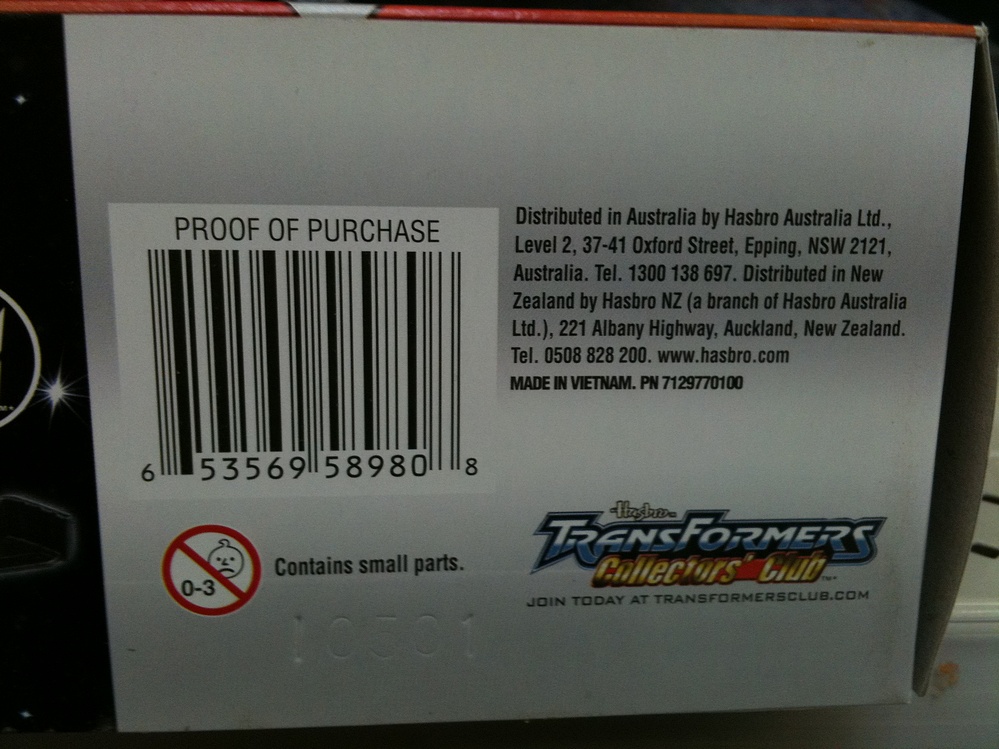 PROOF OF PURCHASE
6 53569 58980 8
0-3
Contains small parts.
10501
Distributed in Australia by Hasbro Australia Ltd.,
Level 2, 37-41 Oxford Street, Epping, NSW 2121,
Australia. Tel. 1300 138 697. Distributed in New
Zealand by Hasbro NZ (a branch of Hasbro Australia
Ltd.), 221 Albany Highway, Auckland, New Zealand.
Tel. 0508 828 200. www.hasbro.com
MADE IN VIETNAM. PN 7129770100
Hasbro
TRANSFORMERS
Collectors' Club™
JOIN TODAY AT TRANSFORMERSCLUB.COM